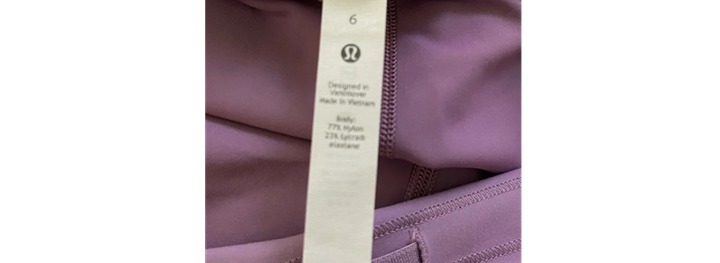 6
Designed in
Vancouver
Made in Vietnam
Body:
77% Nylon
23% Lycra®
elastane